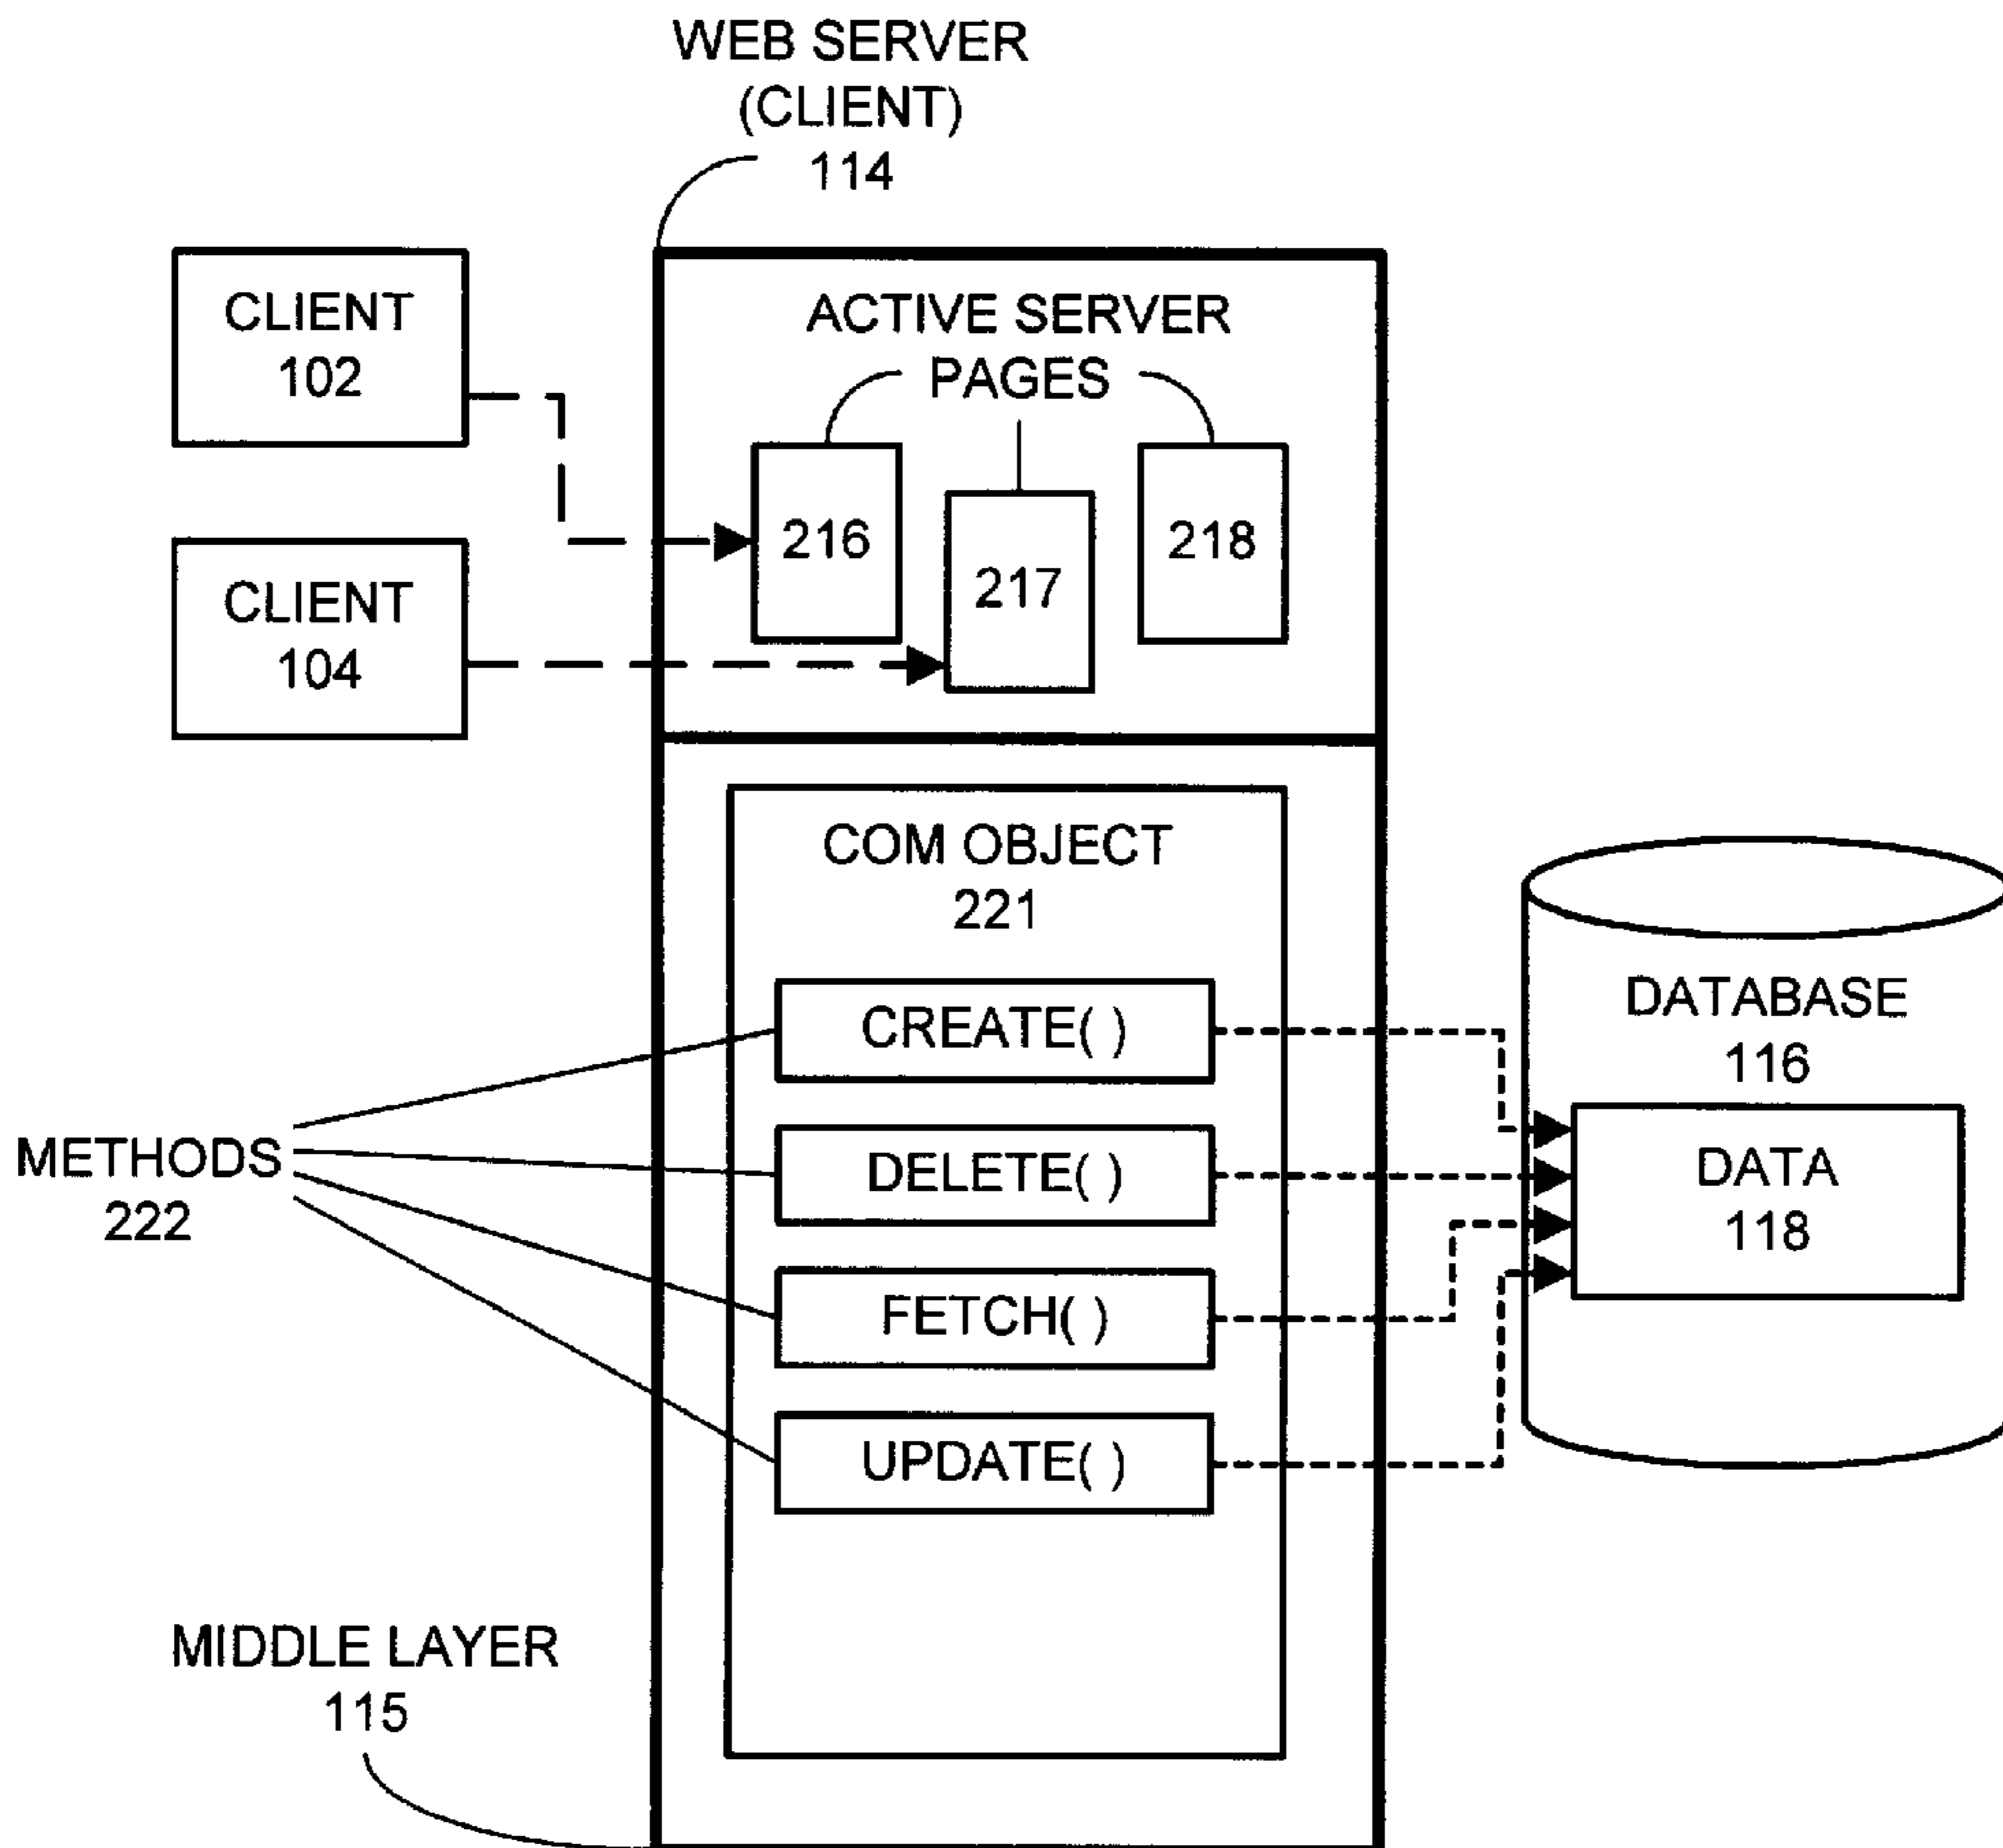 WEB SERVER
(CLIENT)
114
CLIENT
102
ACTIVE SERVER
PAGES
216
217
218
CLIENT
104
COM OBJECT
221
CREATE( )
DELETE( )
FETCH( )
UPDATE( )
METHODS
222
DATABASE
116
DATA
118
MIDDLE LAYER
115